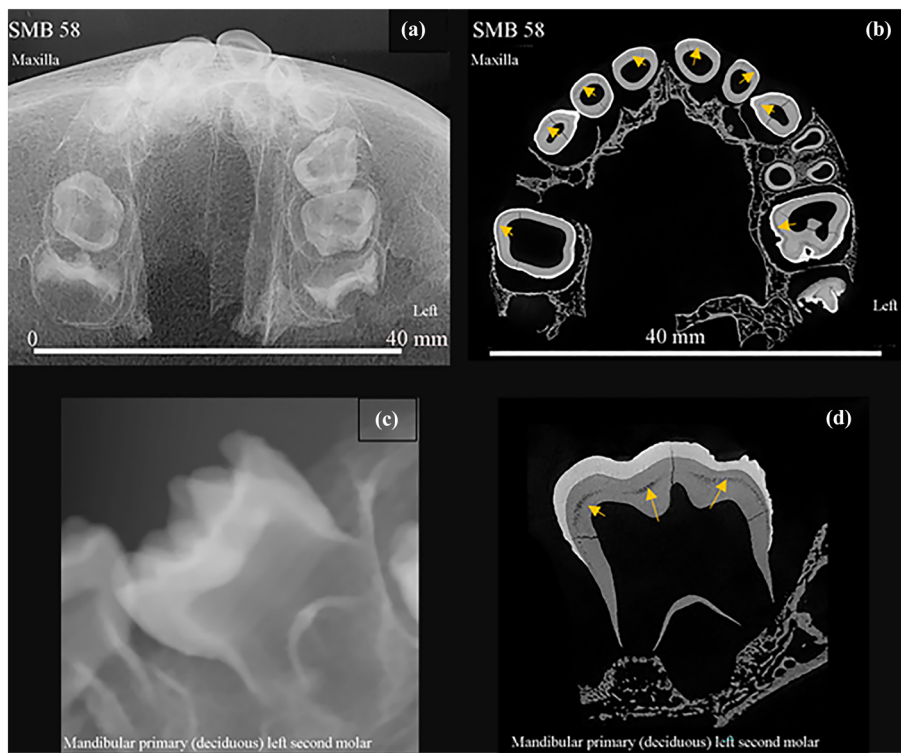 SMB 58
(a)
Maxilla
Left
0
40 mm
SMB 58
(b)
Maxilla
Left
40 mm
(c)
Mandibular primary (deciduous) left second molar
(d)
Mandibular primary (deciduous) left second molar